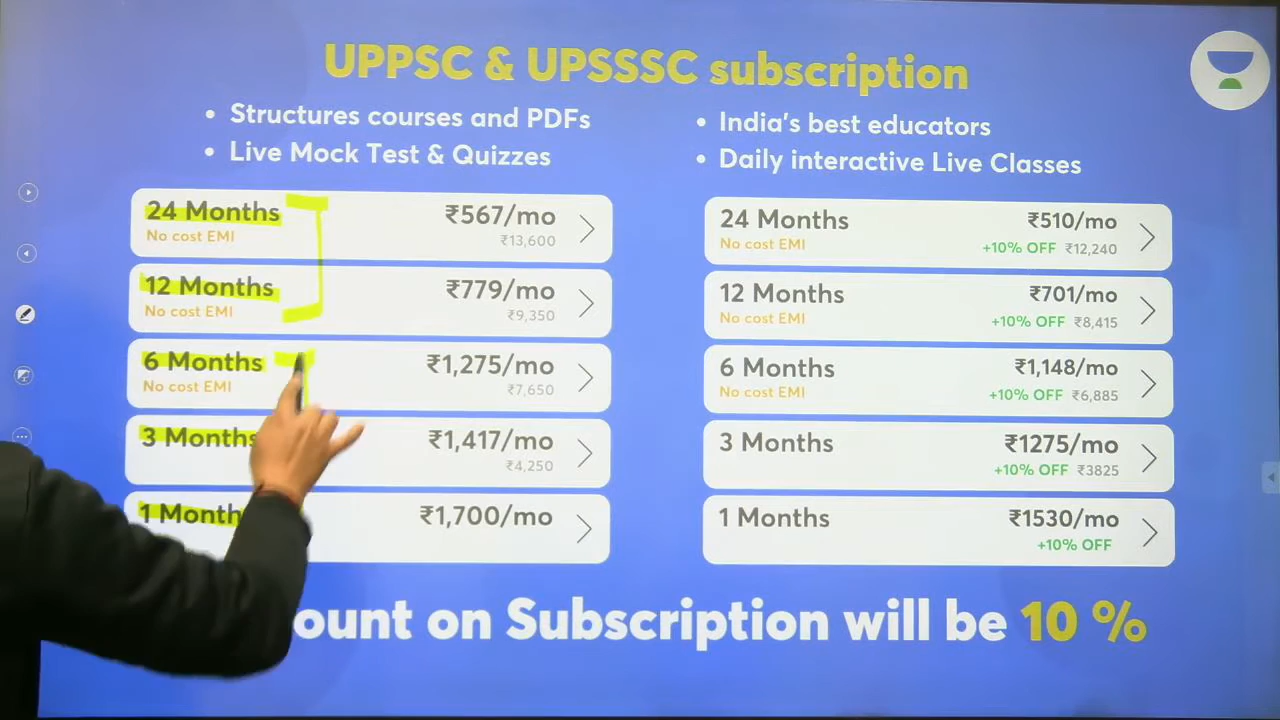 UPPSC & UPSSSC subscription
• Structures courses and PDFs
• Live Mock Test & Quizzes
• India's best educators
• Daily interactive Live Classes
24 Months ₹567/mo
No cost EMI ₹13,600
12 Months ₹779/mo
No cost EMI ₹9,350
6 Months ₹1,275/mo
No cost EMI ₹7,650
3 Months ₹1,417/mo
₹4,250
1 Month ₹1,700/mo
24 Months ₹510/mo
No cost EMI +10% OFF ₹12,240
12 Months ₹701/mo
No cost EMI +10% OFF ₹8,415
6 Months ₹1,148/mo
No cost EMI +10% OFF ₹6,885
3 Months ₹1275/mo
+10% OFF ₹3825
1 Months ₹1530/mo
+10% OFF
ount on Subscription will be 10 %